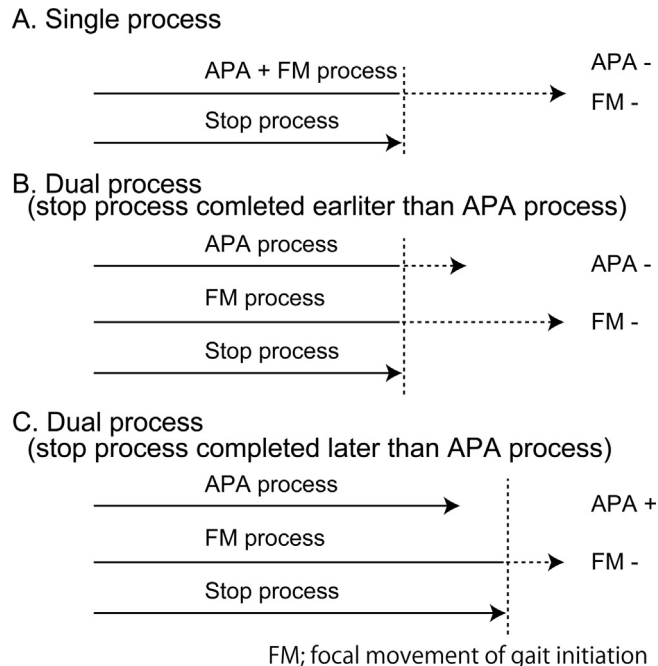 A. Single process
APA + FM process
APA -
FM -
Stop process
B. Dual process
(stop process comleted earliter than APA process)
APA process
APA -
FM process
FM -
Stop process
C. Dual process
(stop process completed later than APA process)
APA process
APA +
FM process
FM -
Stop process
FM; focal movement of gait initiation